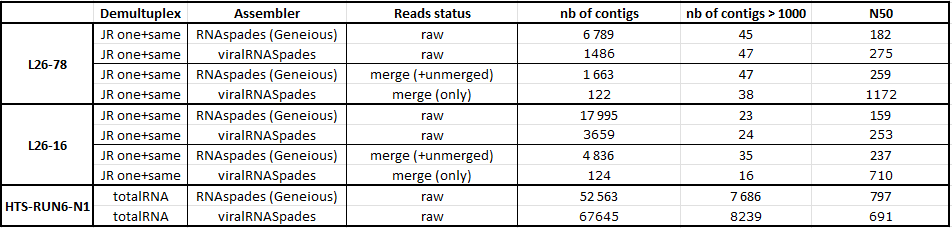 Demultuplex Assembler Reads status nb of contigs nb of contigs > 1000 N50
L26-78
JR one+same RNAspades (Geneious) raw 6 789 45 182
JR one+same viralRNASpades raw 1486 47 275
JR one+same RNAspades (Geneious) merge (+unmerged) 1 663 47 259
JR one+same viralRNASpades merge (only) 122 38 1172
L26-16
JR one+same RNAspades (Geneious) raw 17 995 23 159
JR one+same viralRNASpades raw 3659 24 253
JR one+same RNAspades (Geneious) merge (+unmerged) 4 836 35 237
JR one+same viralRNASpades merge (only) 124 16 710
HTS-RUN6-N1
totalRNA RNAspades (Geneious) raw 52 563 7 686 797
totalRNA viralRNASpades raw 67645 8239 691